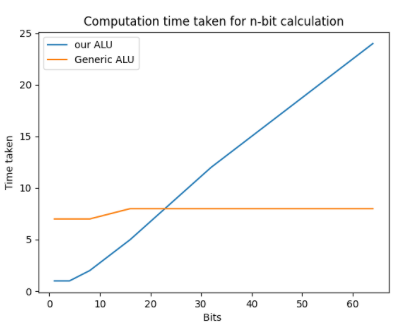 Computation time taken for n-bit calculation
our ALU
Generic ALU
25
20
15
10
5
0
Time taken
0 10 20 30 40 50 60
Bits